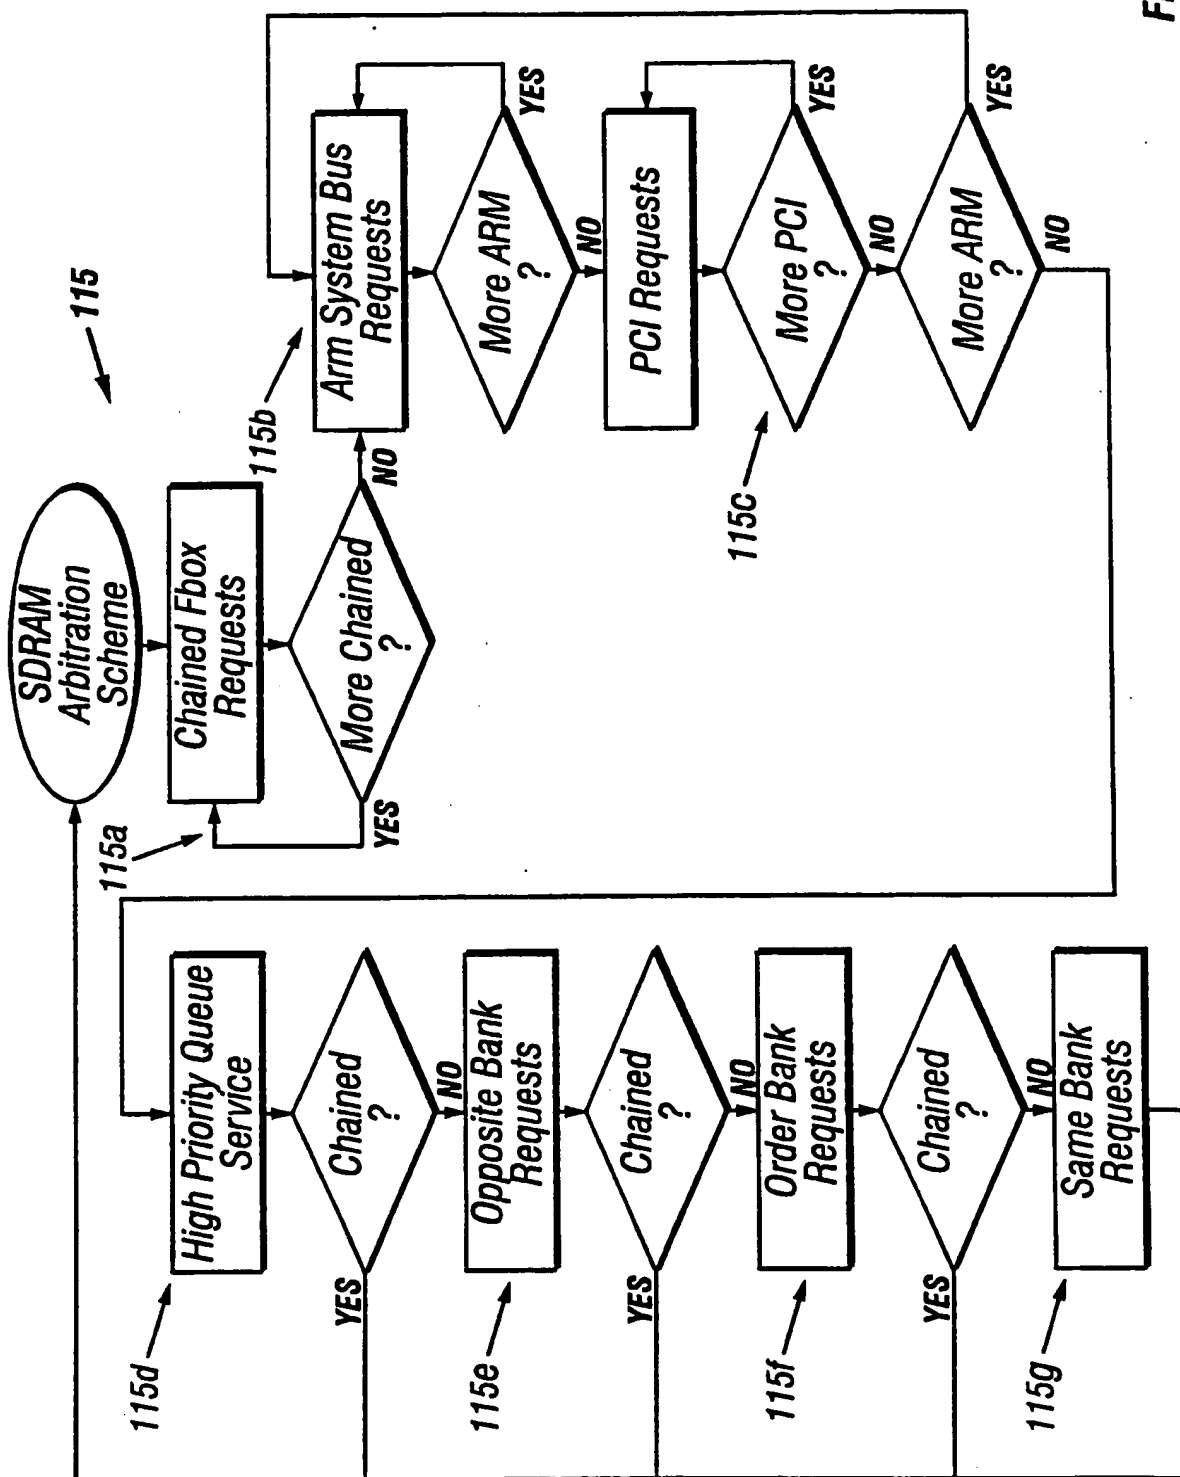 115
SDRAM
Arbitration
Scheme
115a
Chained Fbox
Requests
More Chained
?
YES
NO
115b
Arm System Bus
Requests
More ARM
?
YES
NO
PCI Requests
115c
More PCI
?
YES
NO
More ARM
?
YES
NO
115d
High Priority Queue
Service
Chained
?
YES
NO
115e
Opposite Bank
Requests
Chained
?
YES
NO
115f
Order Bank
Requests
Chained
?
YES
NO
115g
Same Bank
Requests